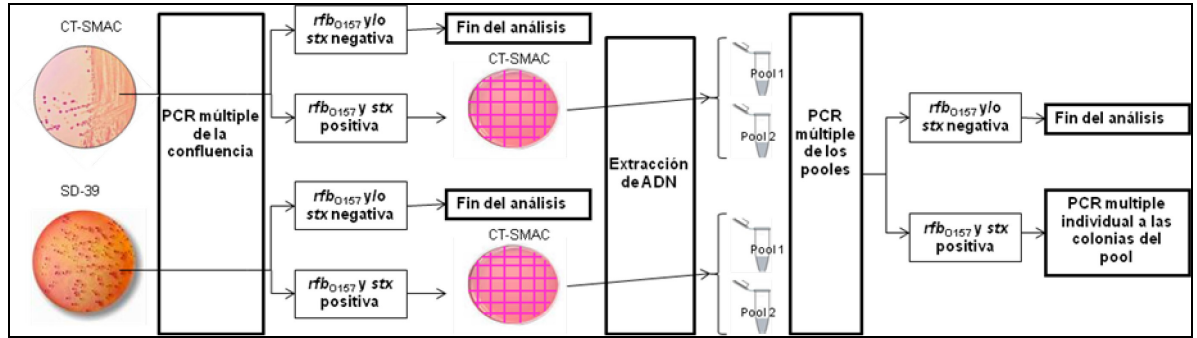 CT-SMAC
PCR múltiple
de la
confluencia
rfbO157 y/o
stx negativa
Fin del análisis
rfbO157 y stx
positiva
CT-SMAC
SD-39
rfbO157 y/o
stx negativa
Fin del análisis
rfbO157 y stx
positiva
CT-SMAC
Extracción
de ADN
Pool 1
Pool 2
Pool 1
Pool 2
PCR
múltiple
de los
pooles
rfbO157 y/o
stx negativa
Fin del análisis
rfbO157 y stx
positiva
PCR multiple
individual a las
colonias del
pool